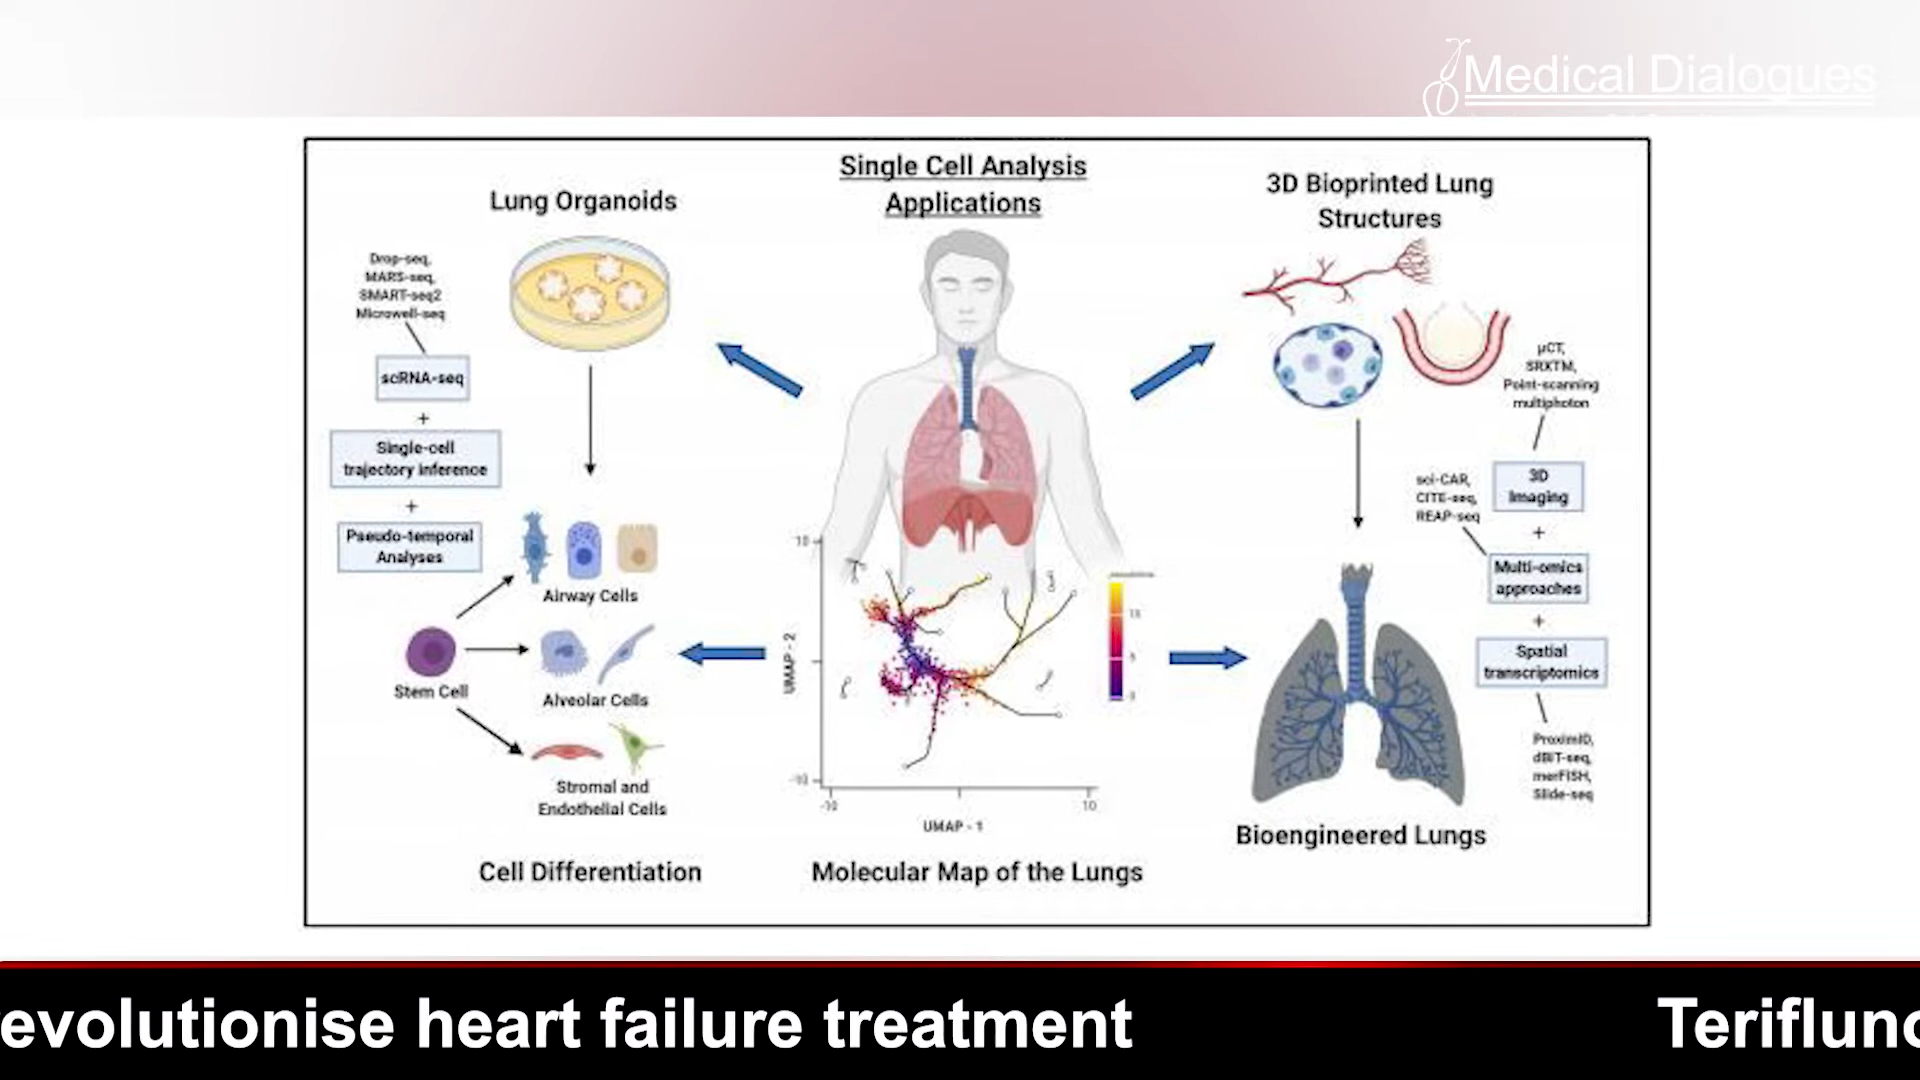 Medical Dialogues
Single Cell Analysis
Applications
Lung Organoids
Drop-seq,
MARS-seq,
SMART-seq2
Microwell-seq
scRNA-seq
+
Single-cell
trajectory inference
+
Pseudo-temporal
Analyses
Stem Cell
Airway Cells
Alveolar Cells
Stromal and
Endothelial Cells
Cell Differentiation
10
-10
UMAP - 2
-10
10
UMAP - 1
15
5
0
Molecular Map of the Lungs
3D Bioprinted Lung
Structures
µCT,
SRXTM,
Point-scanning
multiphoton
3D
Imaging
+
sci-CAR,
CITE-seq,
REAP-seq
Multi-omics
approaches
+
Spatial
transcriptomics
ProximID,
dBIT-seq,
merFISH,
Slide-seq
Bioengineered Lungs
evolutionise heart failure treatment
Teriflun